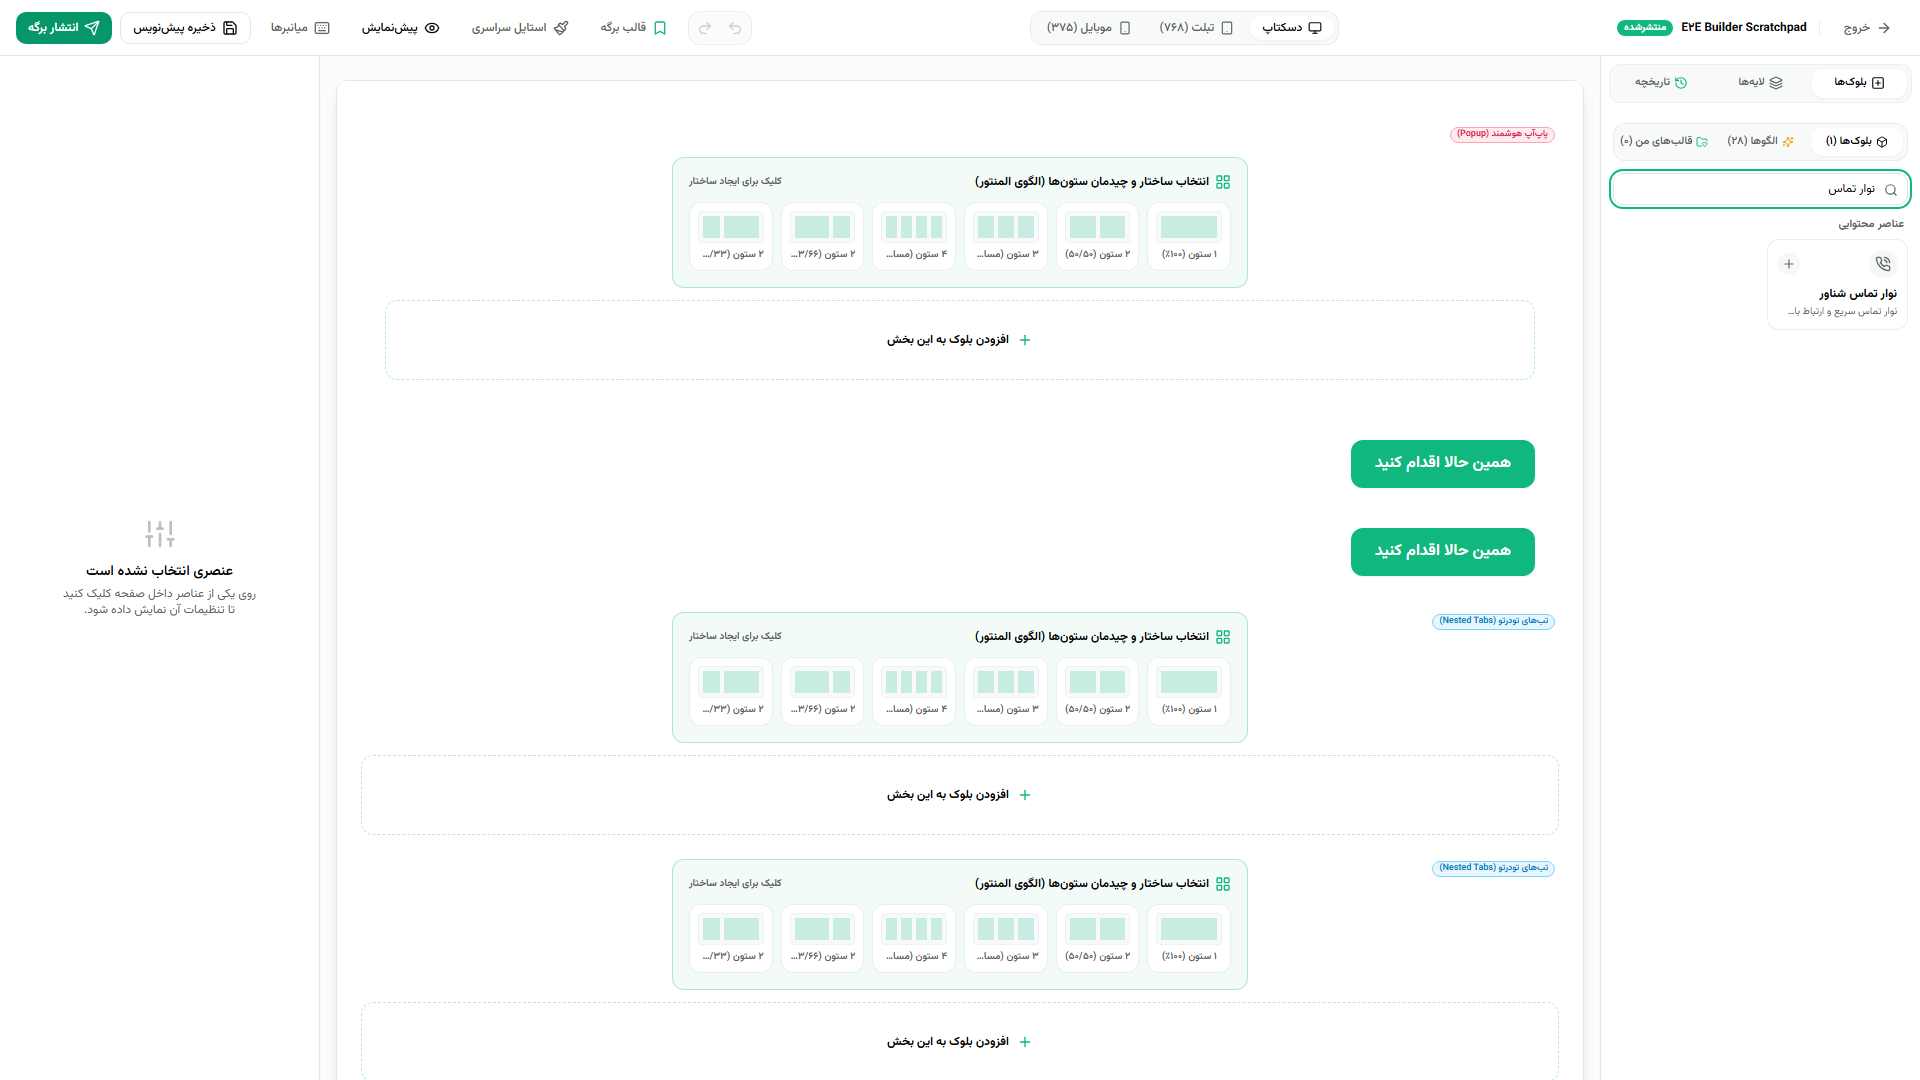 خروج
E2E Builder Scratchpad
منتشرشده
دسکتاپ
تبلت (۷۶۸)
موبایل (۳۷۵)
قالب برگه
استایل سراسری
پیش‌نمایش
میانبرها
ذخیره پیش‌نویس
انتشار برگه
بلوک‌ها
لایه‌ها
تاریخچه
بلوک‌ها (۱)
الگوها (۲۸)
قالب‌های من (۰)
نوار تماس
عناصر محتوایی
نوار تماس شناور
نوار تماس سریع و ارتباط با...
پاپ‌آپ هوشمند (Popup)
انتخاب ساختار و چیدمان ستون‌ها (الگوی المنتور)
کلیک برای ایجاد ساختار
۱ ستون (۱۰۰٪)
۲ ستون (۵۰/۵۰)
۳ ستون (مسا...
۴ ستون (مسا...
۲ ستون (۳/۶۶...
۲ ستون (۳۳/...
افزودن بلوک به این بخش
همین حالا اقدام کنید
همین حالا اقدام کنید
تب‌های تودرتو (Nested Tabs)
انتخاب ساختار و چیدمان ستون‌ها (الگوی المنتور)
کلیک برای ایجاد ساختار
۱ ستون (۱۰۰٪)
۲ ستون (۵۰/۵۰)
۳ ستون (مسا...
۴ ستون (مسا...
۲ ستون (۳/۶۶...
۲ ستون (۳۳/...
افزودن بلوک به این بخش
تب‌های تودرتو (Nested Tabs)
انتخاب ساختار و چیدمان ستون‌ها (الگوی المنتور)
کلیک برای ایجاد ساختار
۱ ستون (۱۰۰٪)
۲ ستون (۵۰/۵۰)
۳ ستون (مسا...
۴ ستون (مسا...
۲ ستون (۳/۶۶...
۲ ستون (۳۳/...
افزودن بلوک به این بخش
عنصری انتخاب نشده است
روی یکی از عناصر داخل صفحه کلیک کنید
تا تنظیمات آن نمایش داده شود.